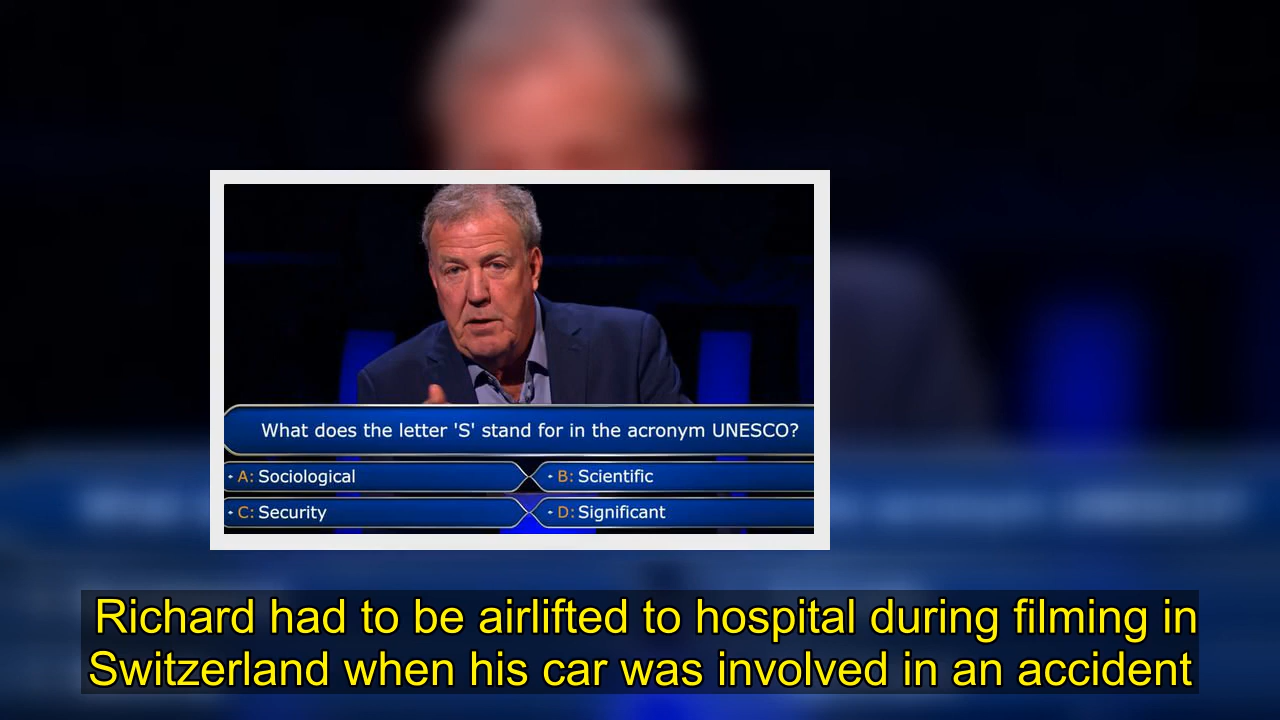 What does the letter 'S' stand for in the acronym UNESCO?
A: Sociological
B: Scientific
C: Security
D: Significant
Richard had to be airlifted to hospital during filming in
Switzerland when his car was involved in an accident